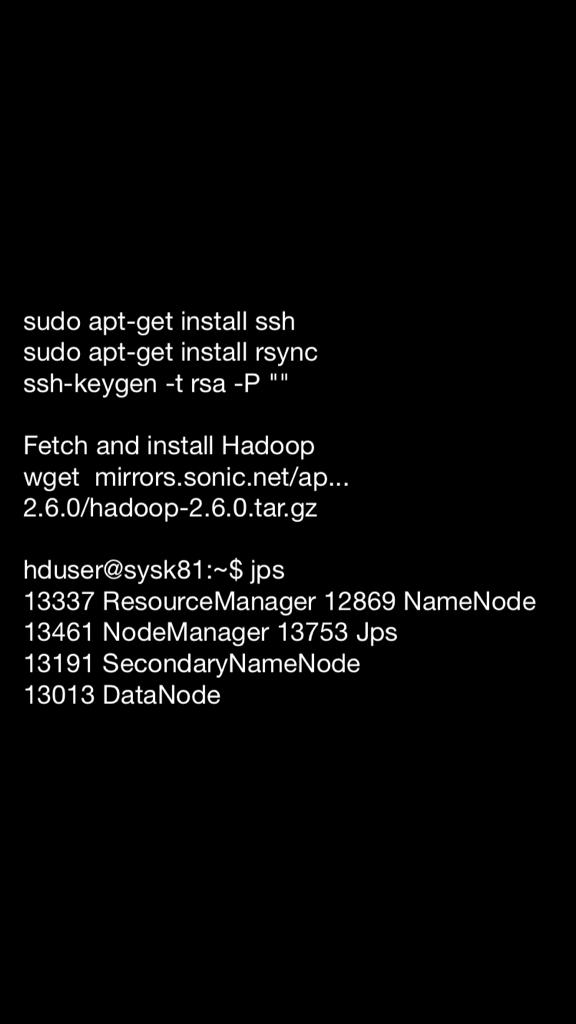 sudo apt-get install ssh
sudo apt-get install rsync
ssh-keygen -t rsa -P ""
Fetch and install Hadoop
wget  mirrors.sonic.net/ap...
2.6.0/hadoop-2.6.0.tar.gz
hduser@sysk81:~$ jps
13337 ResourceManager 12869 NameNode
13461 NodeManager 13753 Jps
13191 SecondaryNameNode
13013 DataNode